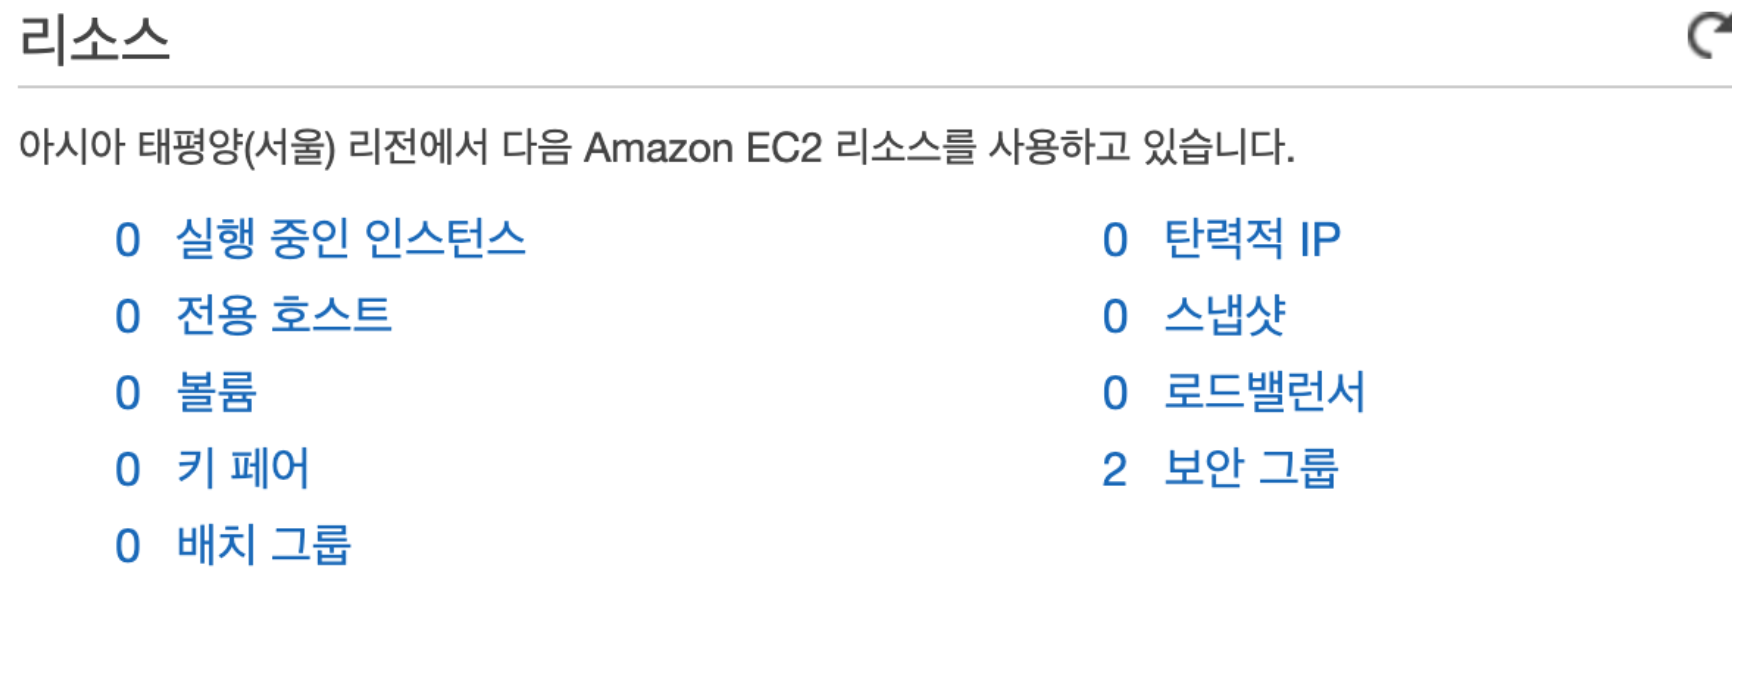 리소스
아시아 태평양(서울) 리전에서 다음 Amazon EC2 리소스를 사용하고 있습니다.
0 실행 중인 인스턴스
0 전용 호스트
0 볼륨
0 키 페어
0 배치 그룹
0 탄력적 IP
0 스냅샷
0 로드밸런서
2 보안 그룹